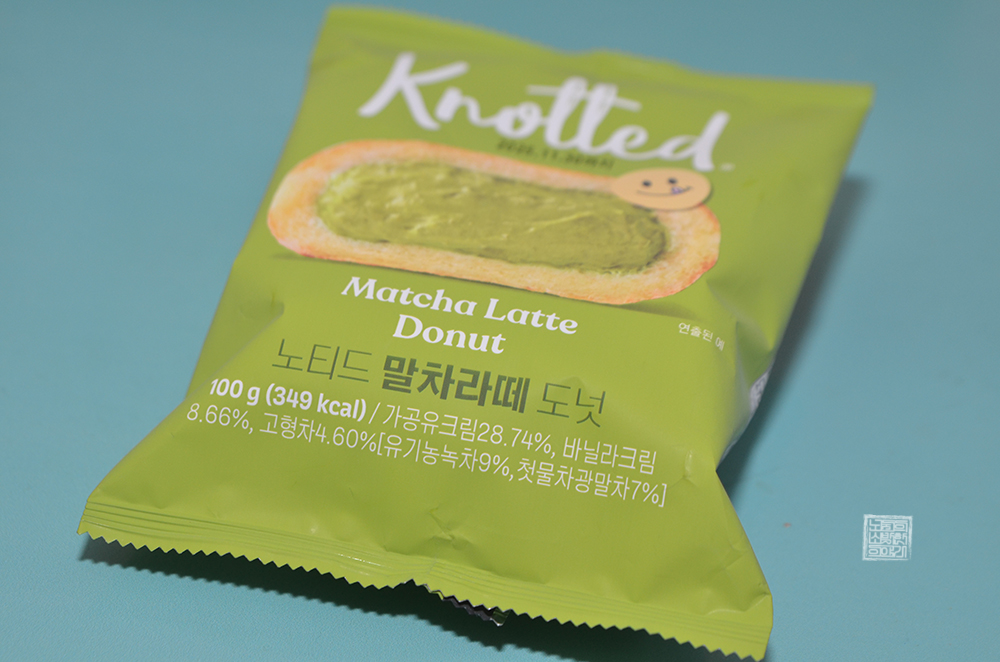 Knotted
Matcha Latte
Donut
연출된 예
노티드 말차라떼 도넛
100 g (349 kcal) / 가공유크림28.74%, 바닐라크림
8.66%, 고형차4.60%[유기농녹차9%,첫물차광말차7%]